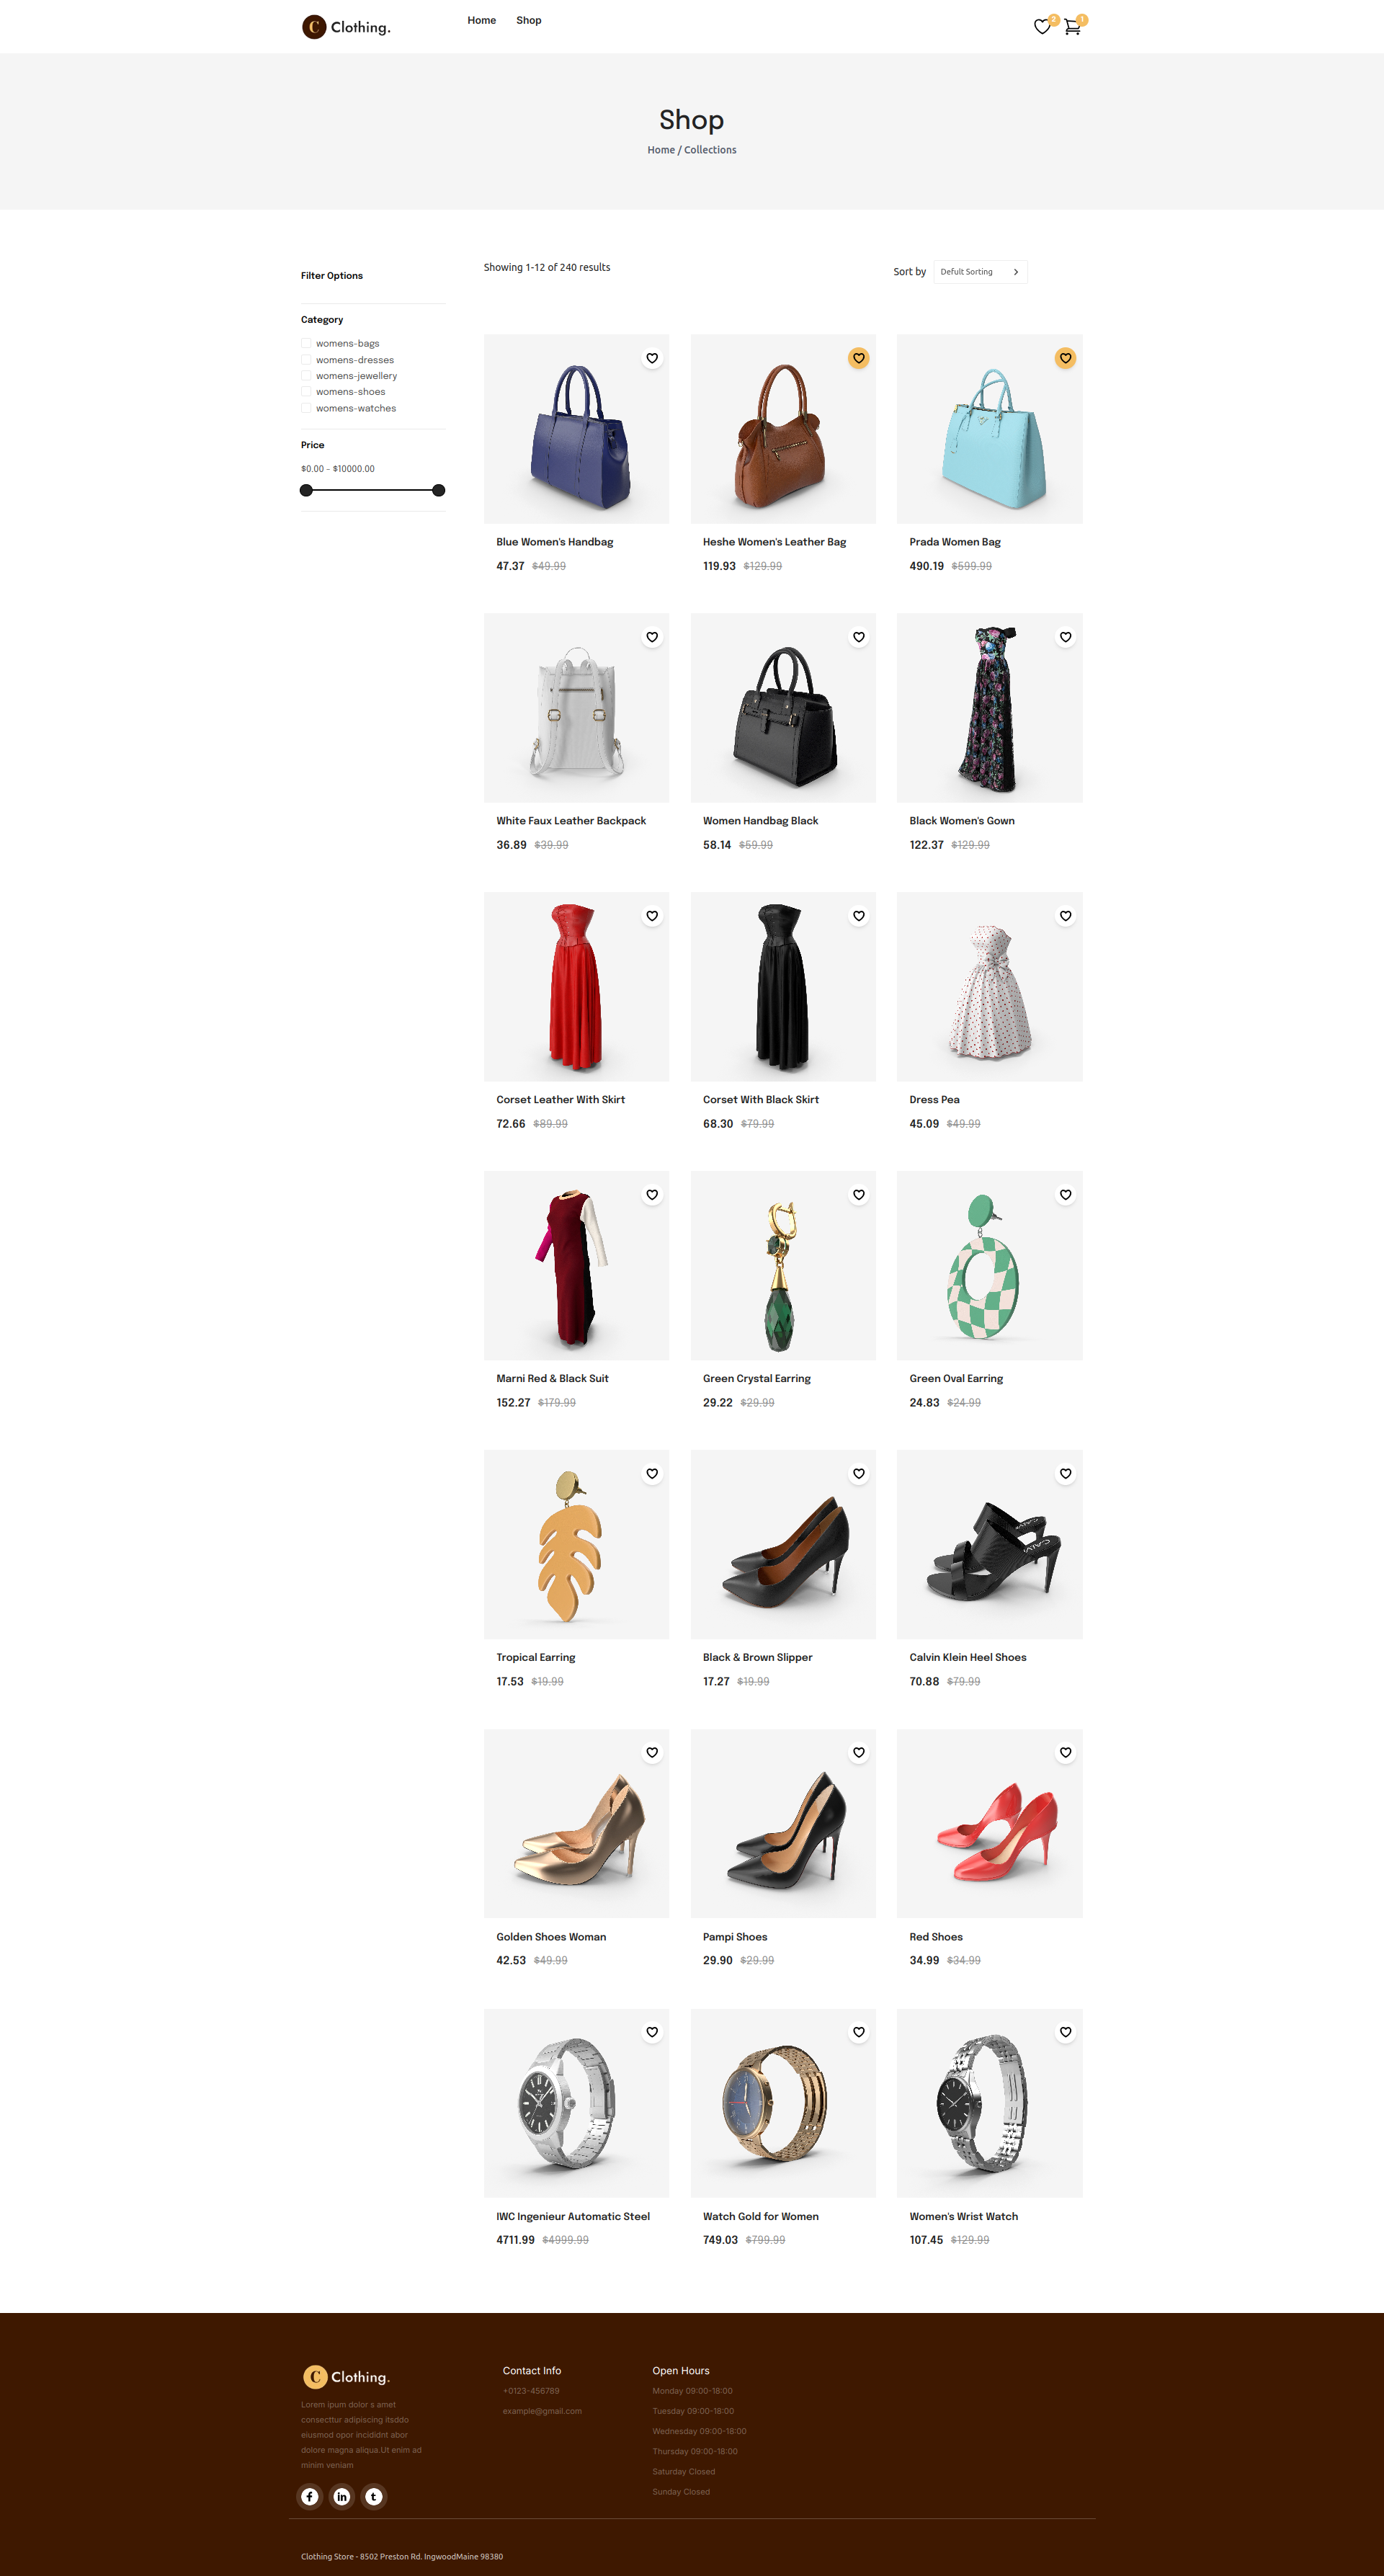 C Clothing.
Home Shop
2 1
Shop
Home / Collections
Filter Options
Category
womens-bags
womens-dresses
womens-jewellery
womens-shoes
womens-watches
Price
$0.00 - $10000.00
Showing 1-12 of 240 results
Sort by Defult Sorting
Blue Women's Handbag
47.37 $49.99
Heshe Women's Leather Bag
119.93 $129.99
Prada Women Bag
490.19 $599.99
White Faux Leather Backpack
36.89 $39.99
Women Handbag Black
58.14 $59.99
Black Women's Gown
122.37 $129.99
Corset Leather With Skirt
72.66 $89.99
Corset With Black Skirt
68.30 $79.99
Dress Pea
45.09 $49.99
Marni Red & Black Suit
152.27 $179.99
Green Crystal Earring
29.22 $29.99
Green Oval Earring
24.83 $24.99
Tropical Earring
17.53 $19.99
Black & Brown Slipper
17.27 $19.99
Calvin Klein Heel Shoes
70.88 $79.99
Golden Shoes Woman
42.53 $49.99
Pampi Shoes
29.90 $29.99
Red Shoes
34.99 $34.99
IWC Ingenieur Automatic Steel
4711.99 $4999.99
Watch Gold for Women
749.03 $799.99
Women's Wrist Watch
107.45 $129.99
C Clothing.
Lorem ipum dolor s amet
consecttur adipiscing itsddo
eiusmod opor incididnt abor
dolore magna aliqua.Ut enim ad
minim veniam
f in t
Contact Info
+0123-456789
example@gmail.com
Open Hours
Monday 09:00-18:00
Tuesday 09:00-18:00
Wednesday 09:00-18:00
Thursday 09:00-18:00
Saturday Closed
Sunday Closed
Clothing Store - 8502 Preston Rd. IngwoodMaine 98380